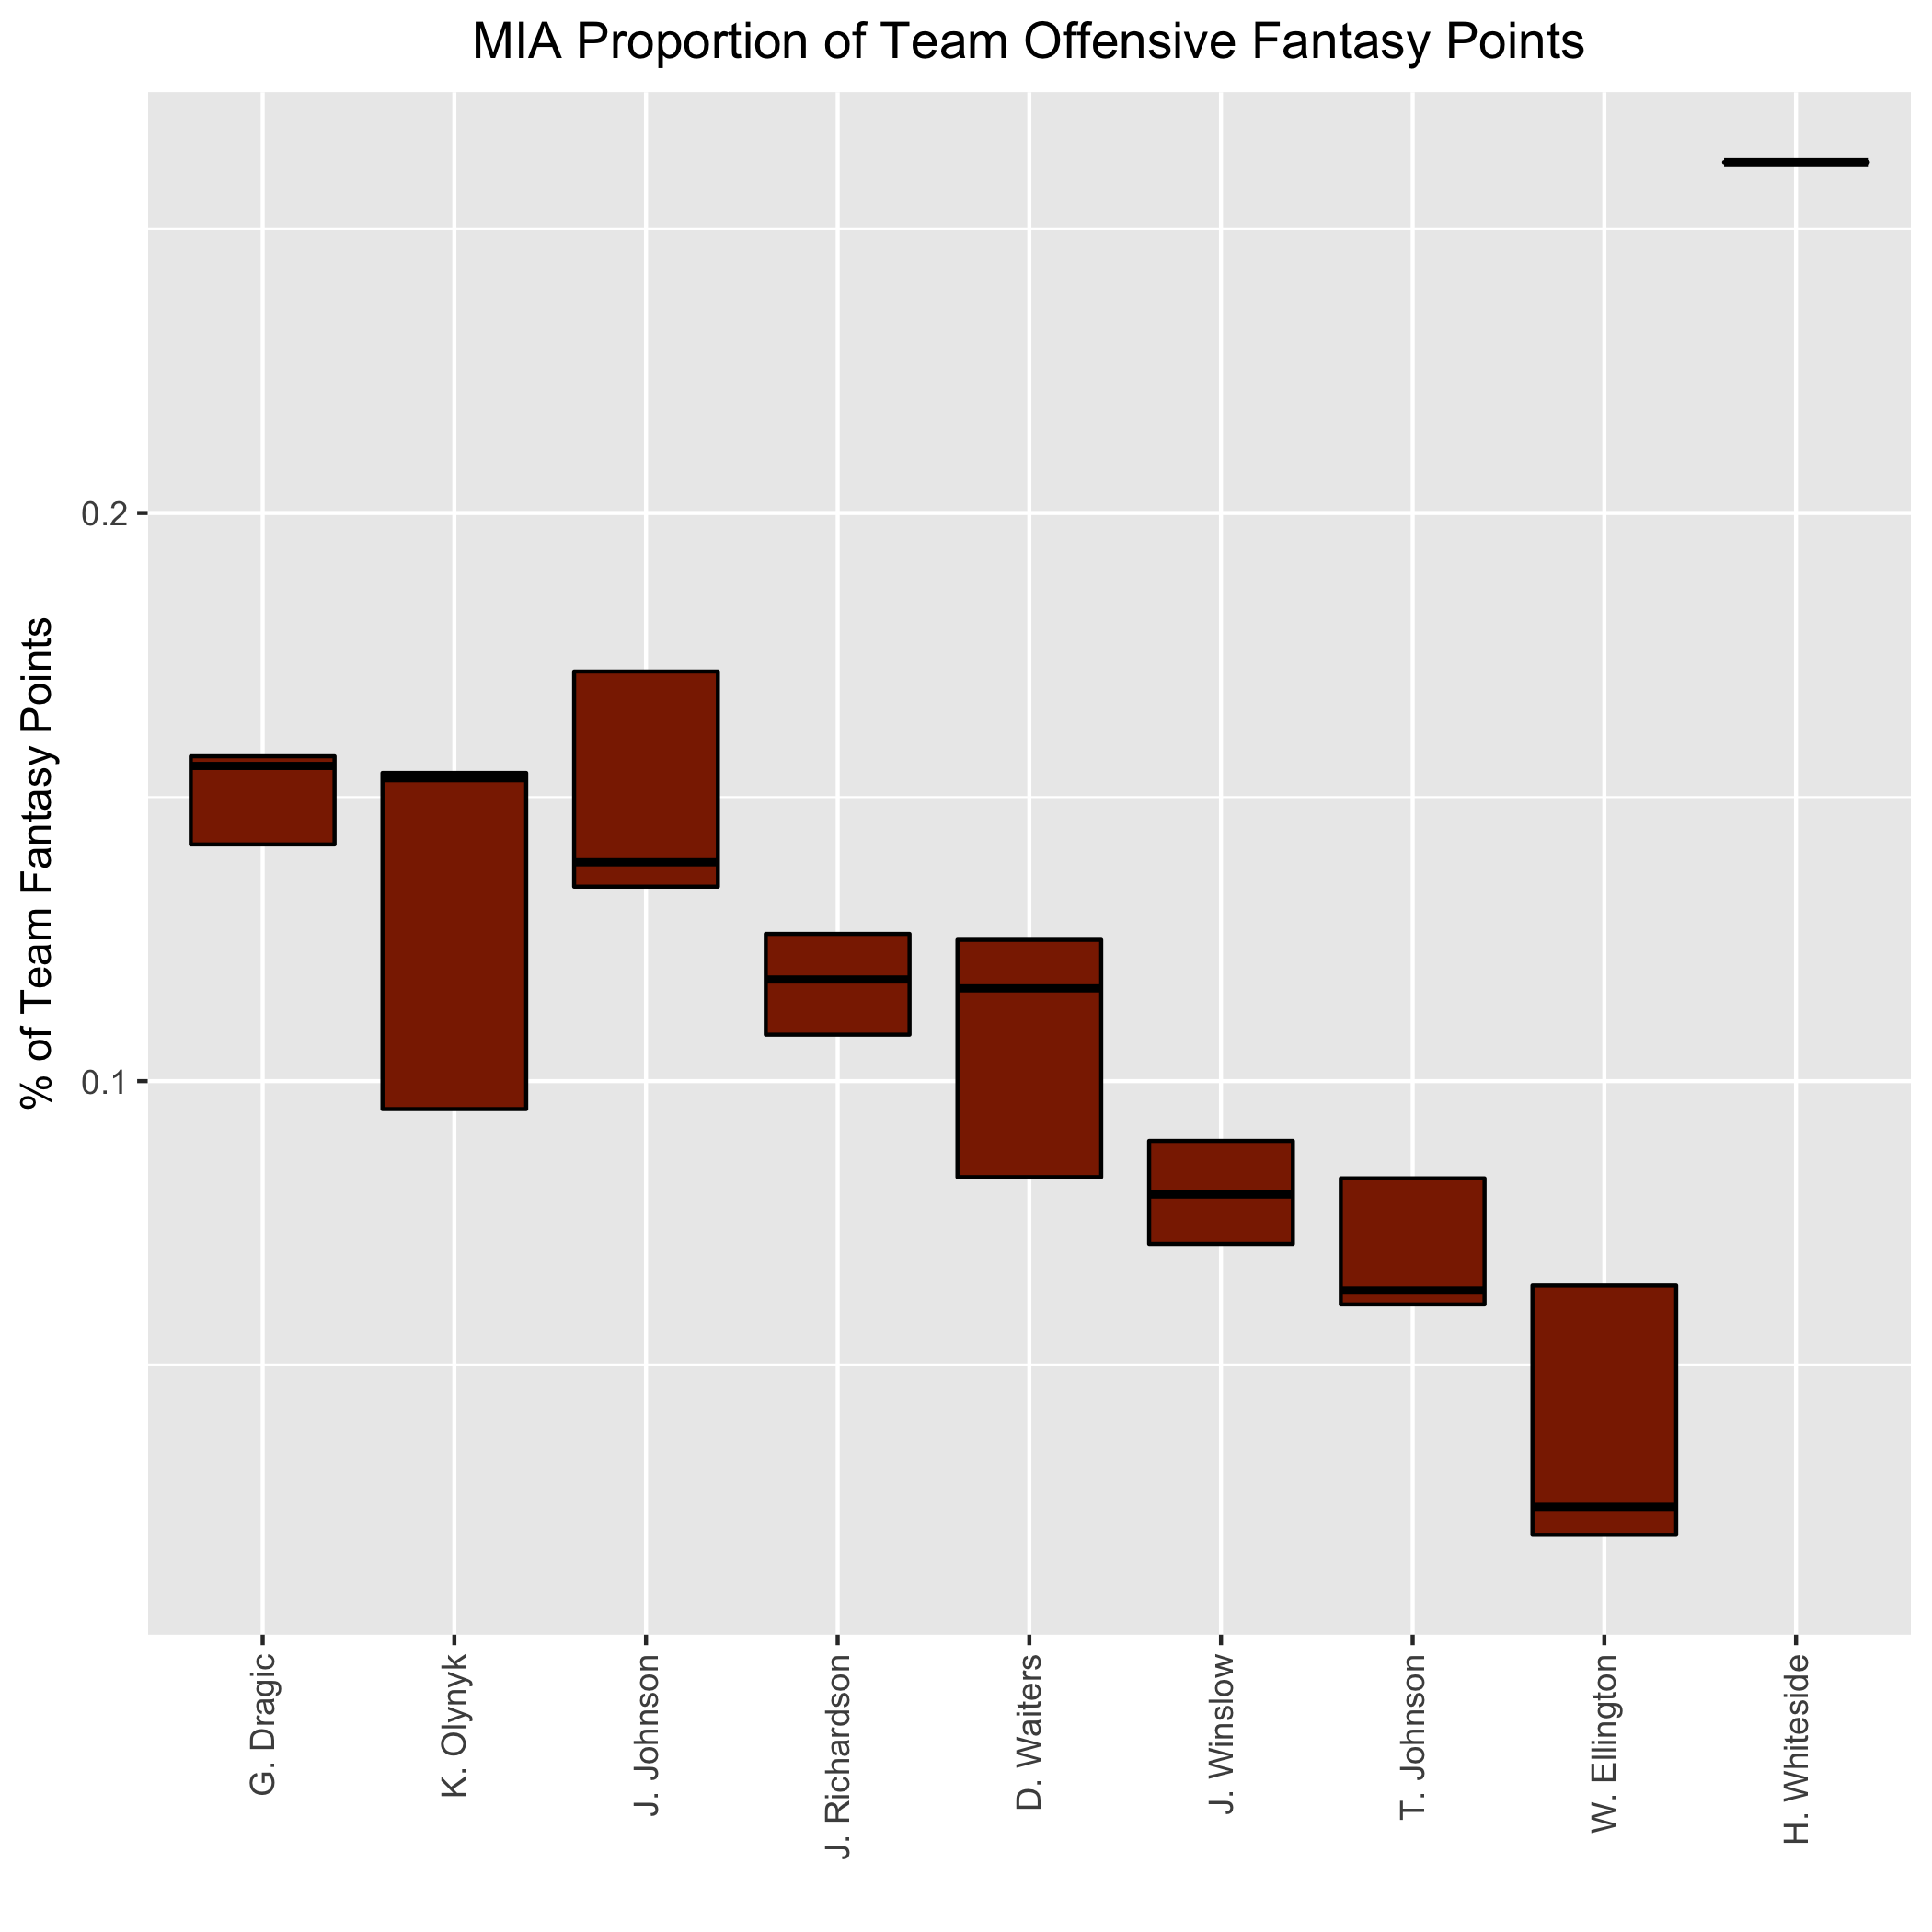 MIA Proportion of Team Offensive Fantasy Points
% of Team Fantasy Points
0.2
0.1
G. Dragic
K. Olynyk
J. Johnson
J. Richardson
D. Waiters
J. Winslow
T. Johnson
W. Ellington
H. Whiteside